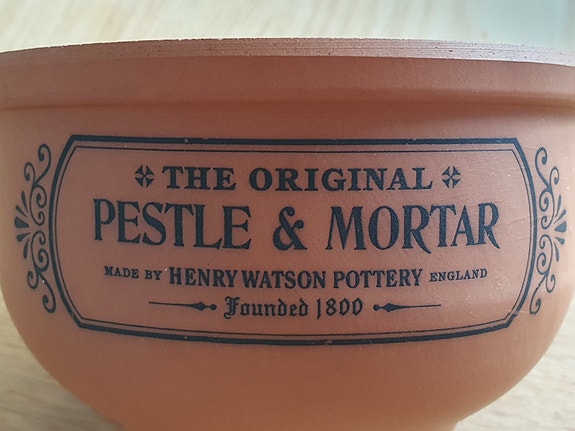 THE ORIGINAL
PESTLE & MORTAR
MADE BY HENRY WATSON POTTERY ENGLAND
Founded 1800